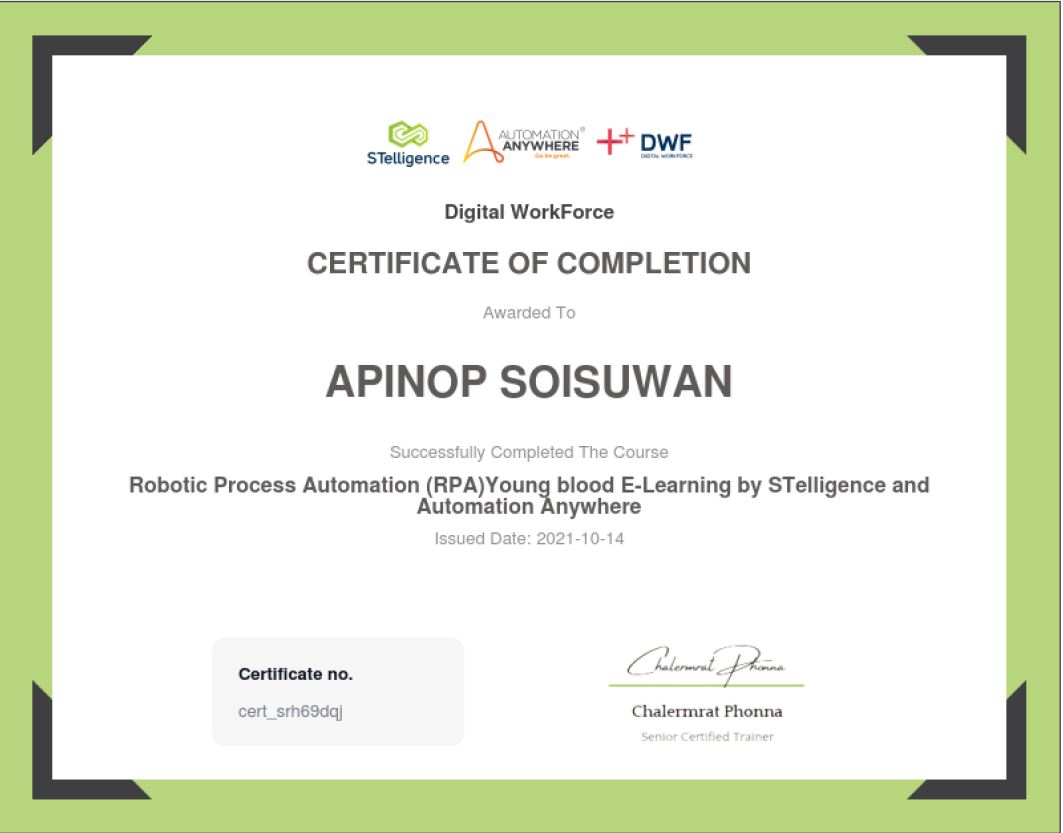 STelligence
AUTOMATION®
ANYWHERE
Go be great.
DWF
DIGITAL WORKFORCE
Digital WorkForce
CERTIFICATE OF COMPLETION
Awarded To
APINOP SOISUWAN
Successfully Completed The Course
Robotic Process Automation (RPA)Young blood E-Learning by STelligence and
Automation Anywhere
Issued Date: 2021-10-14
Certificate no.
cert_srh69dqj
Chalermrat Phonna
Chalermrat Phonna
Senior Certified Trainer